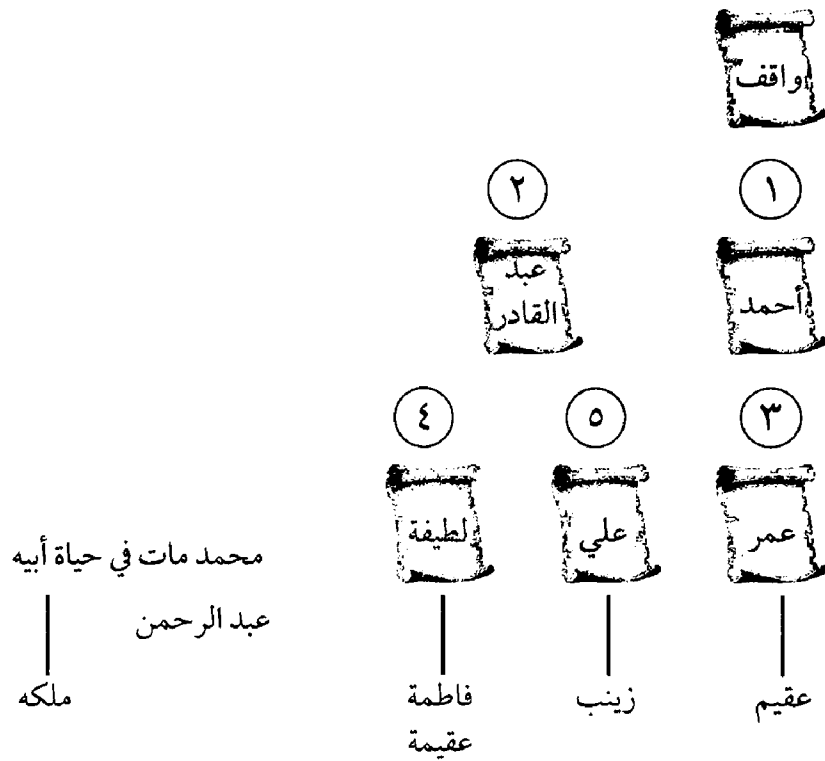 واقف
١
٢
أحمد
عبد
القادر
٣
٥
٤
عمر
علي
لطيفة
محمد مات في حياة أبيه
عبد الرحمن
عقيم
زينب
فاطمة
عقيمة
ملكه